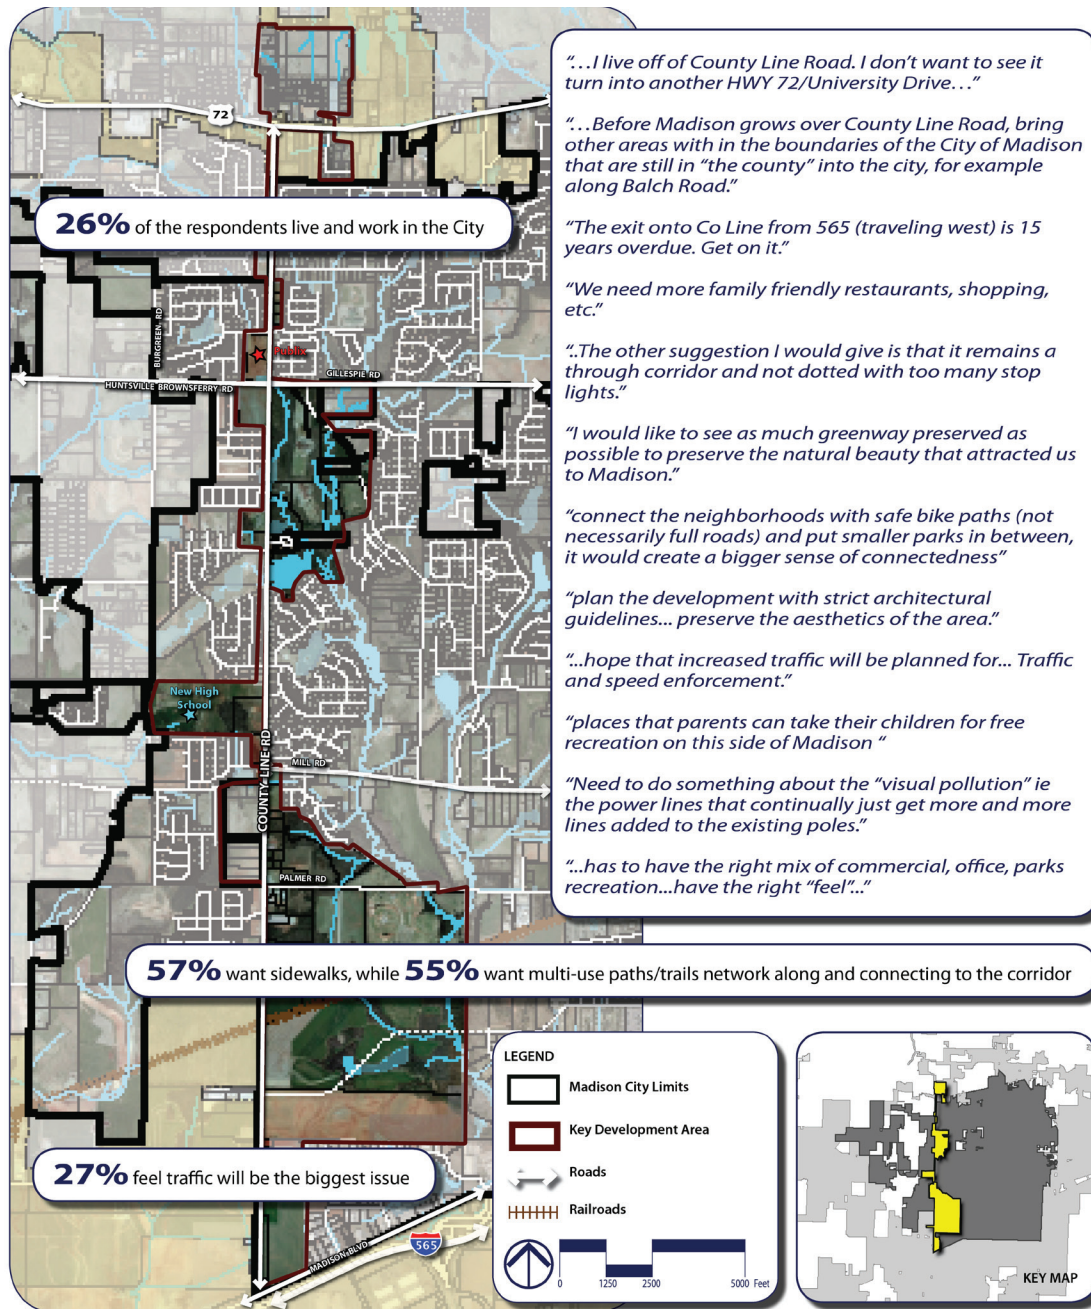 72
26% of the respondents live and work in the City
BURGREEN RD
Publix
GILLESPIE RD
HUNTSVILLE BROWNSFERRY RD
New High
School
COUNTY LINE RD
MILL RD
PALMER RD
“…I live off of County Line Road. I don’t want to see it
turn into another HWY 72/University Drive…”
“…Before Madison grows over County Line Road, bring
other areas with in the boundaries of the City of Madison
that are still in “the county” into the city, for example
along Balch Road.”
“The exit onto Co Line from 565 (traveling west) is 15
years overdue. Get on it.”
“We need more family friendly restaurants, shopping,
etc.”
“..The other suggestion I would give is that it remains a
through corridor and not dotted with too many stop
lights.”
“I would like to see as much greenway preserved as
possible to preserve the natural beauty that attracted us
to Madison.”
“connect the neighborhoods with safe bike paths (not
necessarily full roads) and put smaller parks in between,
it would create a bigger sense of connectedness”
“plan the development with strict architectural
guidelines... preserve the aesthetics of the area.”
“...hope that increased traffic will be planned for... Traffic
and speed enforcement.”
“places that parents can take their children for free
recreation on this side of Madison “
“Need to do something about the “visual pollution” ie
the power lines that continually just get more and more
lines added to the existing poles.”
“...has to have the right mix of commercial, office, parks
recreation...have the right “feel”...”
57% want sidewalks, while 55% want multi-use paths/trails network along and connecting to the corridor
27% feel traffic will be the biggest issue
MADISON BLVD
565
LEGEND
Madison City Limits
Key Development Area
Roads
Railroads
0 1250 2500 5000 Feet
KEY MAP